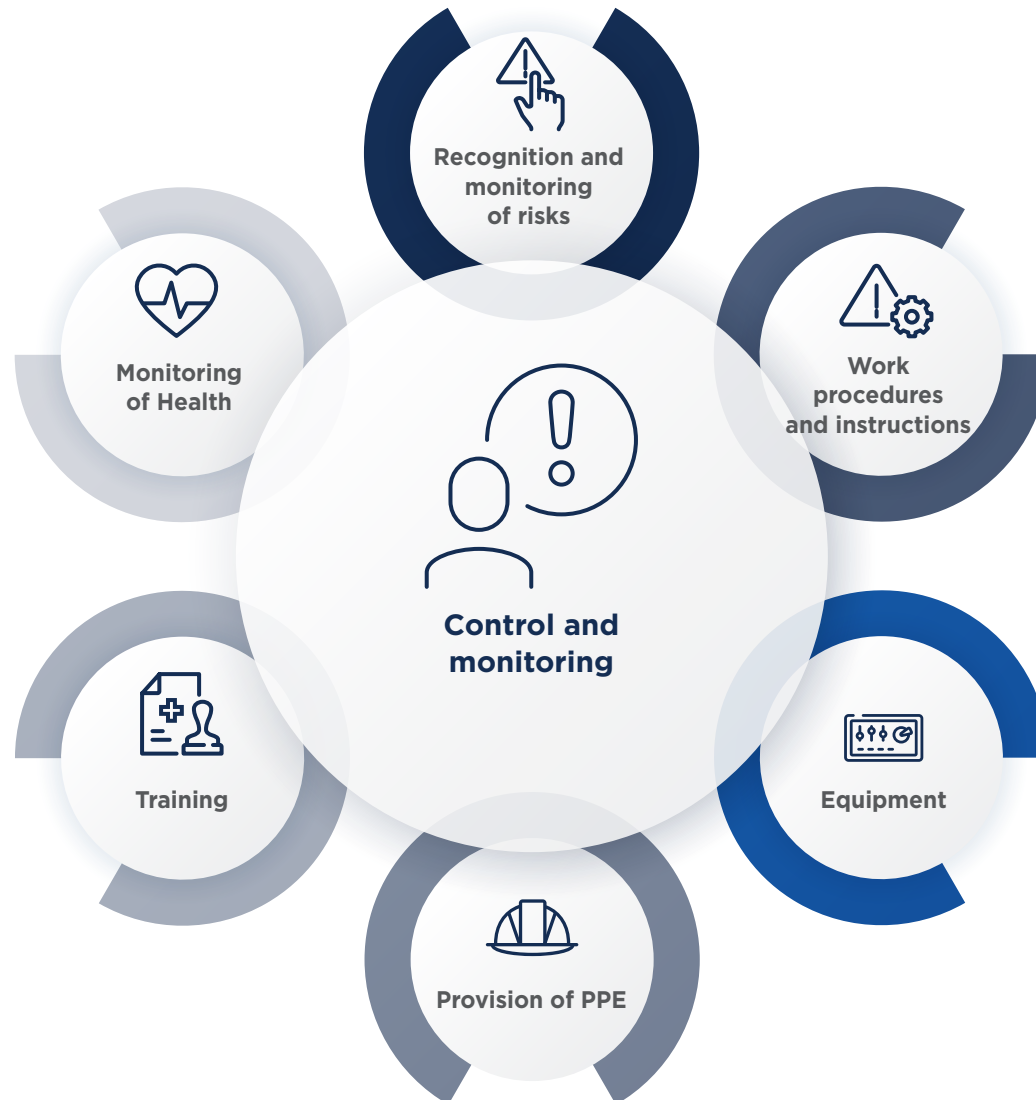 Recognition and
monitoring
of risks
Work
procedures
and instructions
Equipment
Provision of PPE
Training
Monitoring
of Health
Control and
monitoring